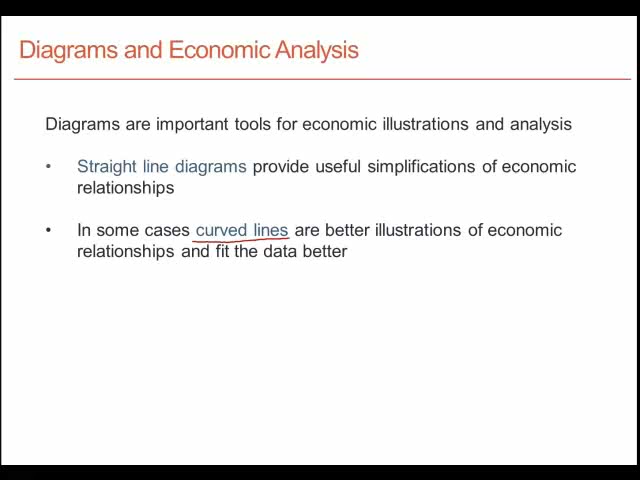 Diagrams and Economic Analysis
Diagrams are important tools for economic illustrations and analysis
• Straight line diagrams provide useful simplifications of economic
relationships
• In some cases curved lines are better illustrations of economic
relationships and fit the data better